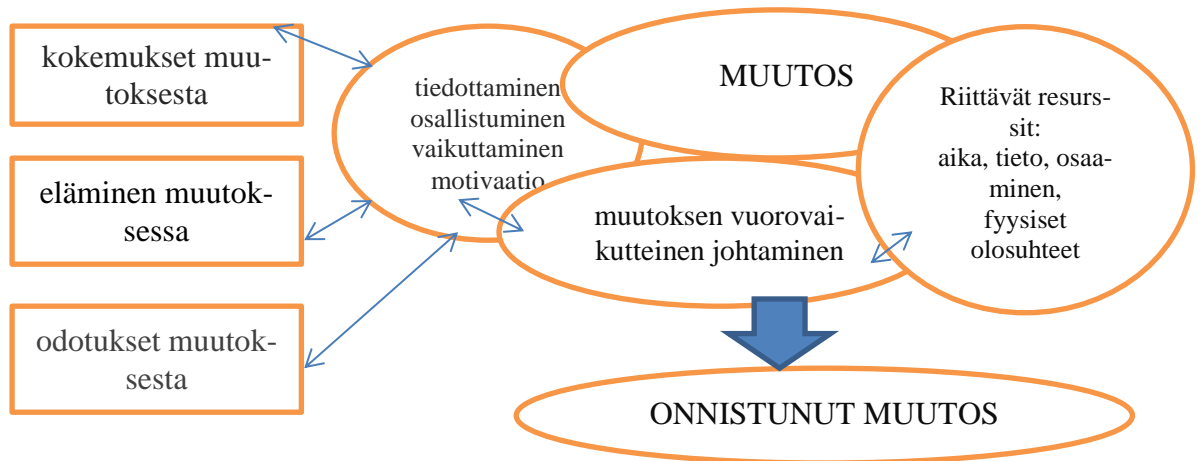 kokemukset muu-
toksesta
eläminen muutok-
sessa
odotukset muutok-
sesta
tiedottaminen
osallistuminen
vaikuttaminen
motivaatio
MUUTOS
muutoksen vuorovai-
kutteinen johtaminen
Riittävät resurs-
sit:
aika, tieto, osaa-
minen,
fyysiset
olosuhteet
ONNISTUNUT MUUTOS